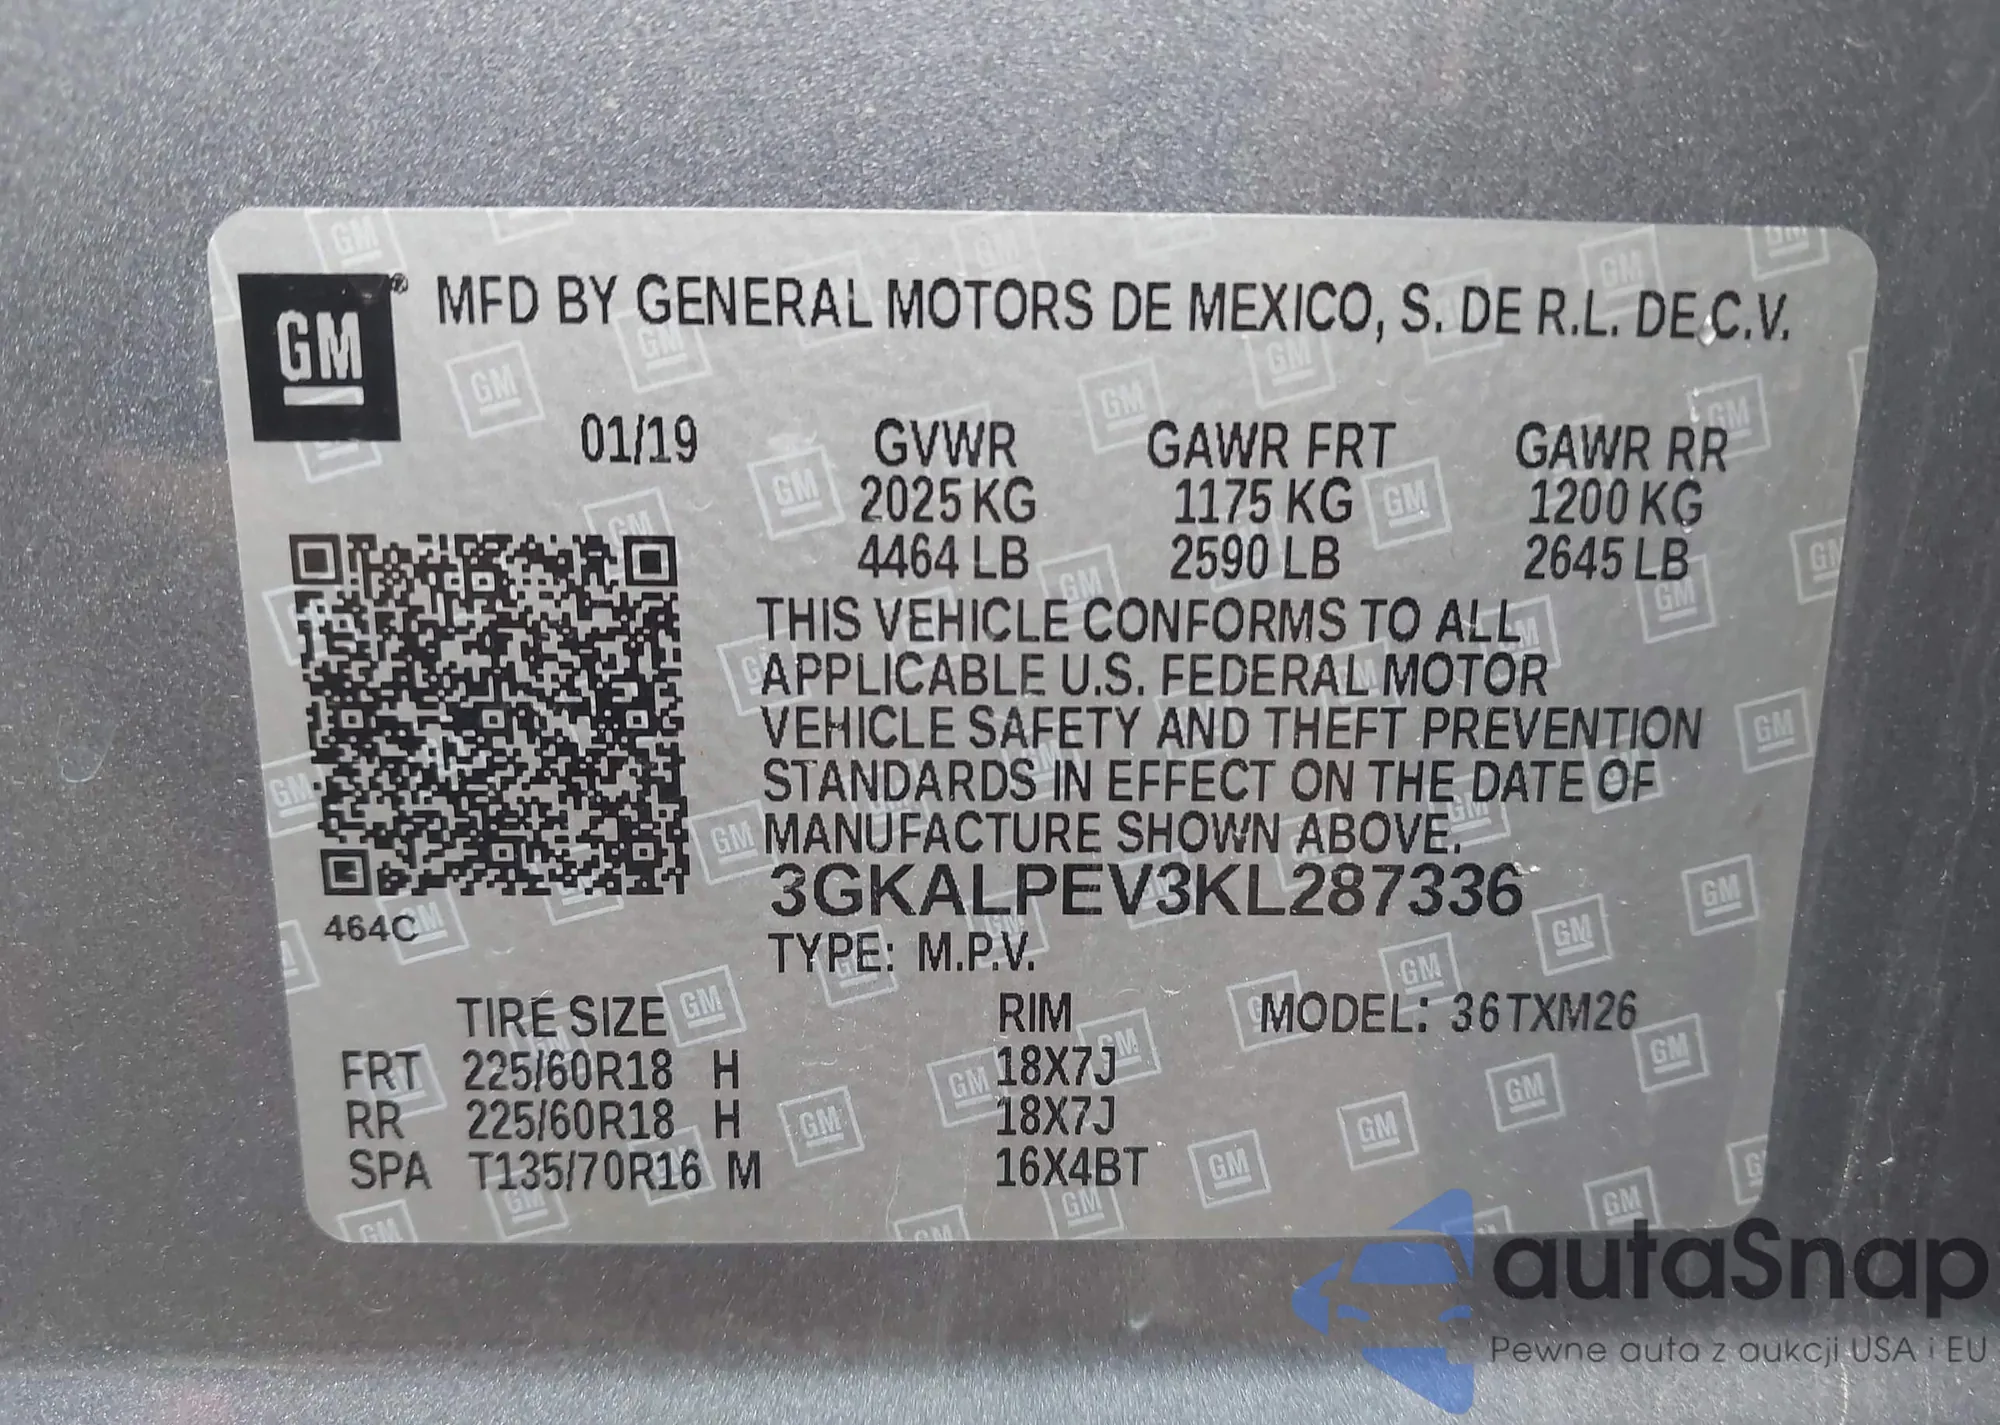 GM® MFD BY GENERAL MOTORS DE MEXICO, S. DE R.L. DE C.V.
01/19 GVWR GAWR FRT GAWR RR
2025 KG 1175 KG 1200 KG
4464 LB 2590 LB 2645 LB
THIS VEHICLE CONFORMS TO ALL
APPLICABLE U.S. FEDERAL MOTOR
VEHICLE SAFETY AND THEFT PREVENTION
STANDARDS IN EFFECT ON THE DATE OF
MANUFACTURE SHOWN ABOVE.
3GKALPEV3KL287336
464C
TYPE: M.P.V.
TIRE SIZE RIM MODEL: 36TXM26
FRT 225/60R18 H 18X7J
RR 225/60R18 H 18X7J
SPA T135/70R16 M 16X4BT
autaSnap
Pewne auta z aukcji USA i EU